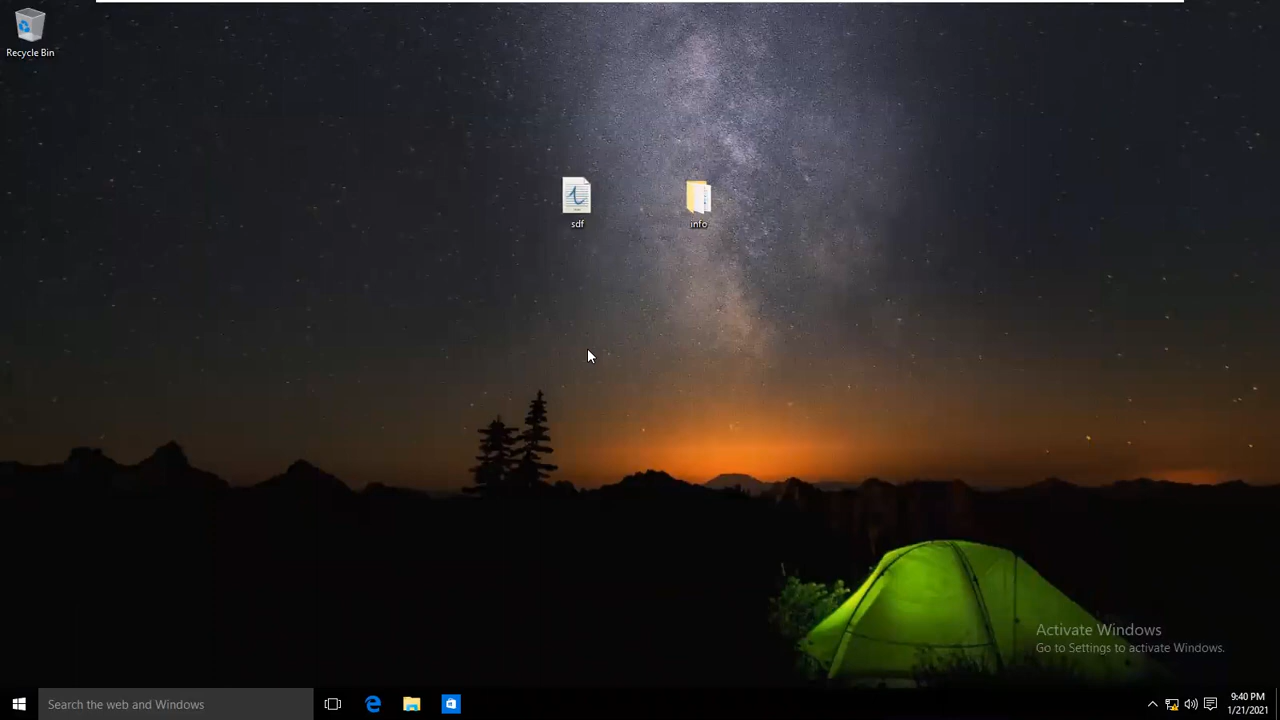 Recycle Bin
sdf
info
Activate Windows
Go to Settings to activate Windows.
Search the web and Windows
9:40 PM
1/21/2021